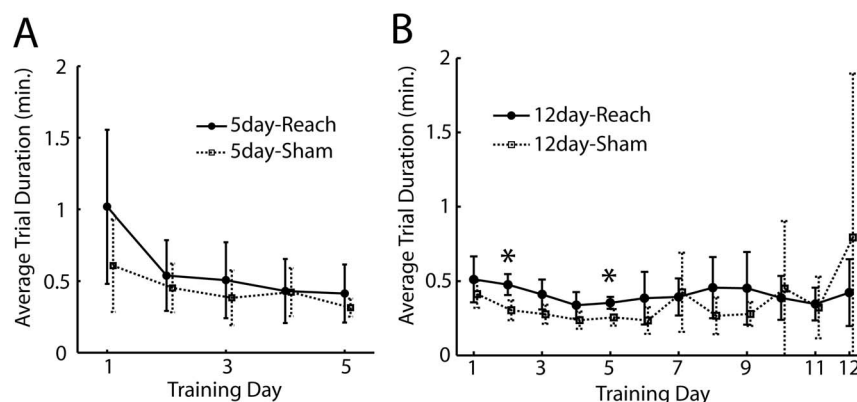 A
B
2
1.5
1
0.5
0
Average Trial Duration (min.)
5day-Reach
5day-Sham
1
3
5
Training Day
2
1.5
1
0.5
0
Average Trial Duration (min.)
12day-Reach
12day-Sham
*
*
1
3
5
7
9
11
12
Training Day